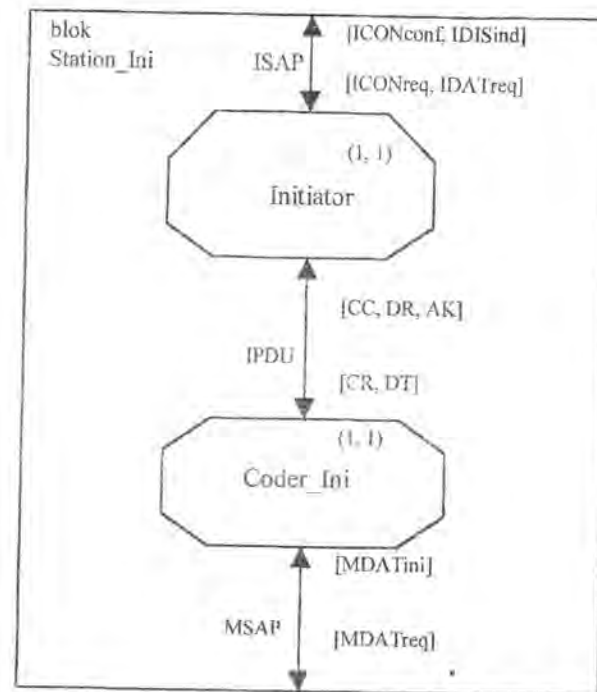 blok
Station_Ini
[ICONconf, IDISind]
ISAP
[ICONreq, IDATreq]
(1, 1)
Initiator
[CC, DR, AK]
IPDU
[CR, DT]
(1, 1)
Coder_Ini
[MDATini]
MSAP
[MDATreq]